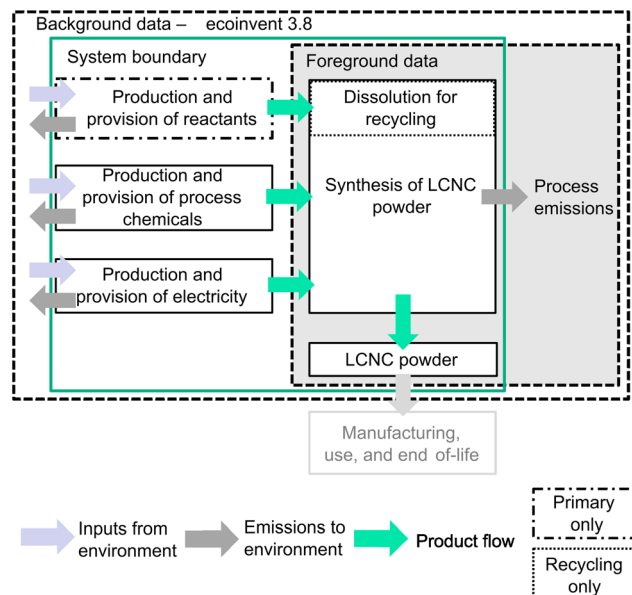 Background data – ecoinvent 3.8
System boundary
Foreground data
Production and
provision of reactants
Dissolution for
recycling
Production and
provision of process
chemicals
Synthesis of LCNC
powder
Process
emissions
Production and
provision of electricity
LCNC powder
Manufacturing,
use, and end of-life
Inputs from
environment
Emissions to
environment
Product flow
Primary
only
Recycling
only